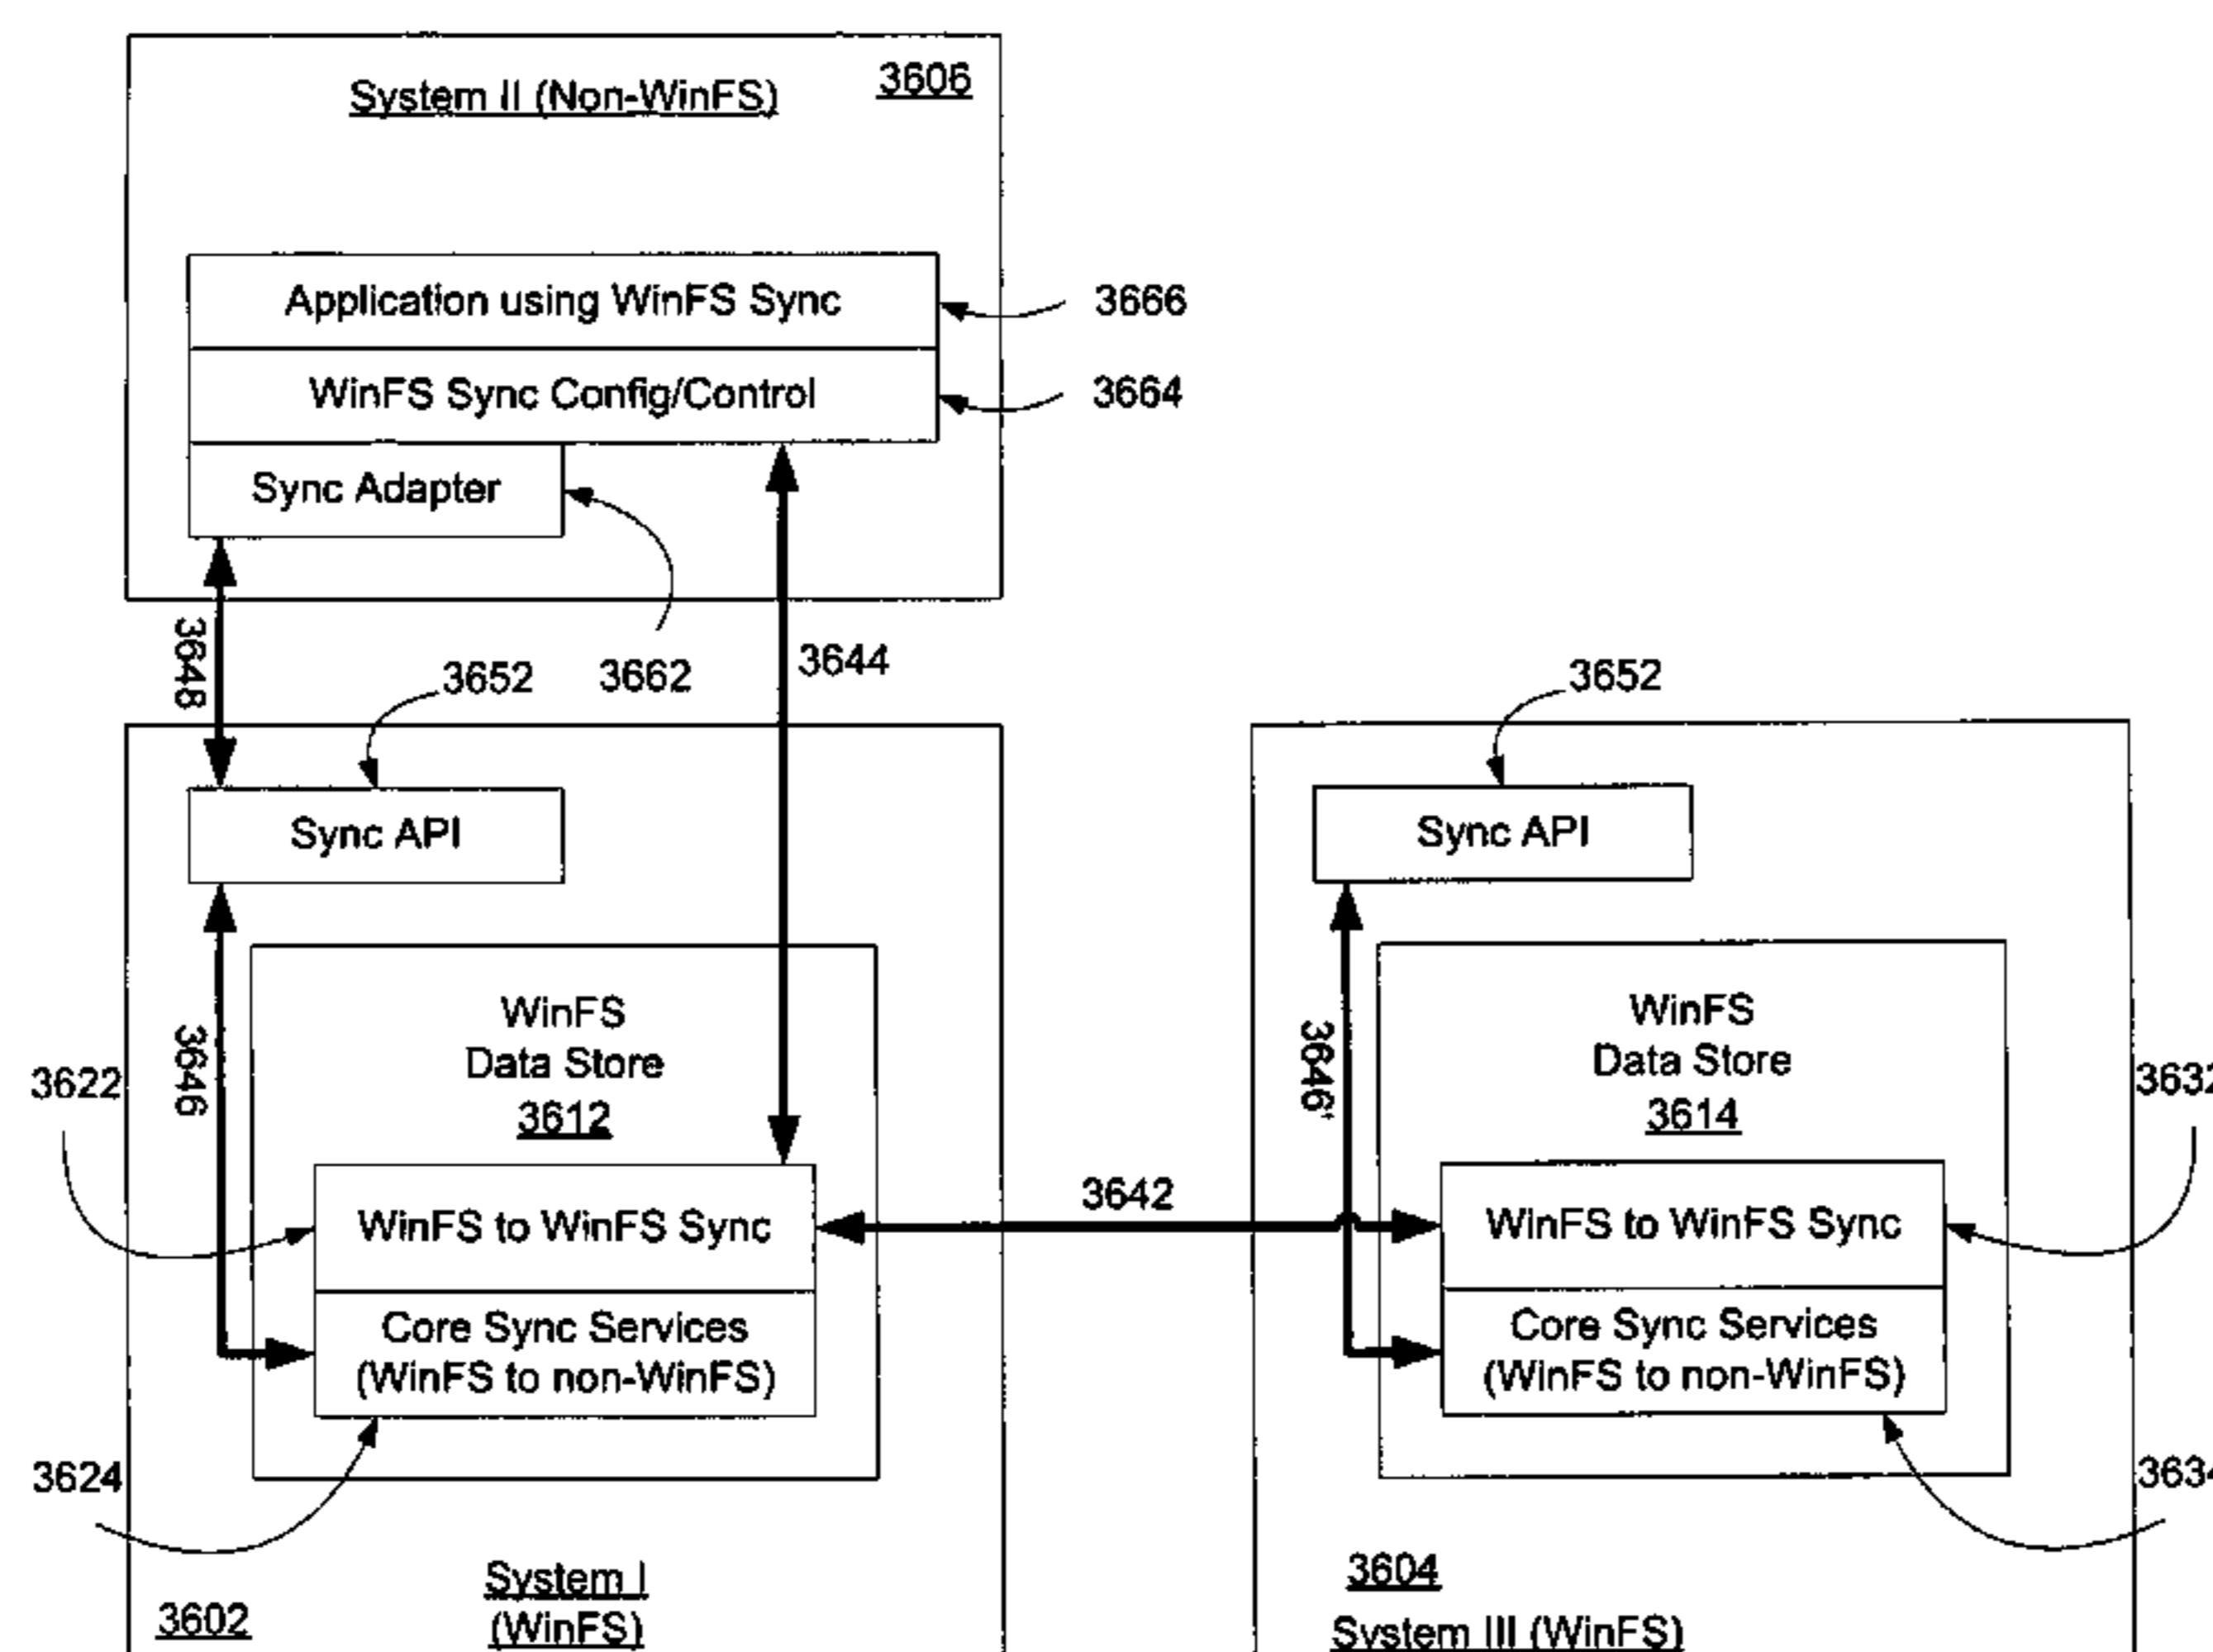 3606
System II (Non-WinFS)
Application using WinFS Sync
3666
WinFS Sync Config/Control
3664
Sync Adapter
3648
3652
3662
3644
3652
Sync API
Sync API
3646
WinFS
Data Store
3612
3622
3646'
WinFS
Data Store
3614
3632
3642
WinFS to WinFS Sync
WinFS to WinFS Sync
Core Sync Services
(WinFS to non-WinFS)
Core Sync Services
(WinFS to non-WinFS)
3624
3634
System I
(WinFS)
3602
3604
System III (WinFS)